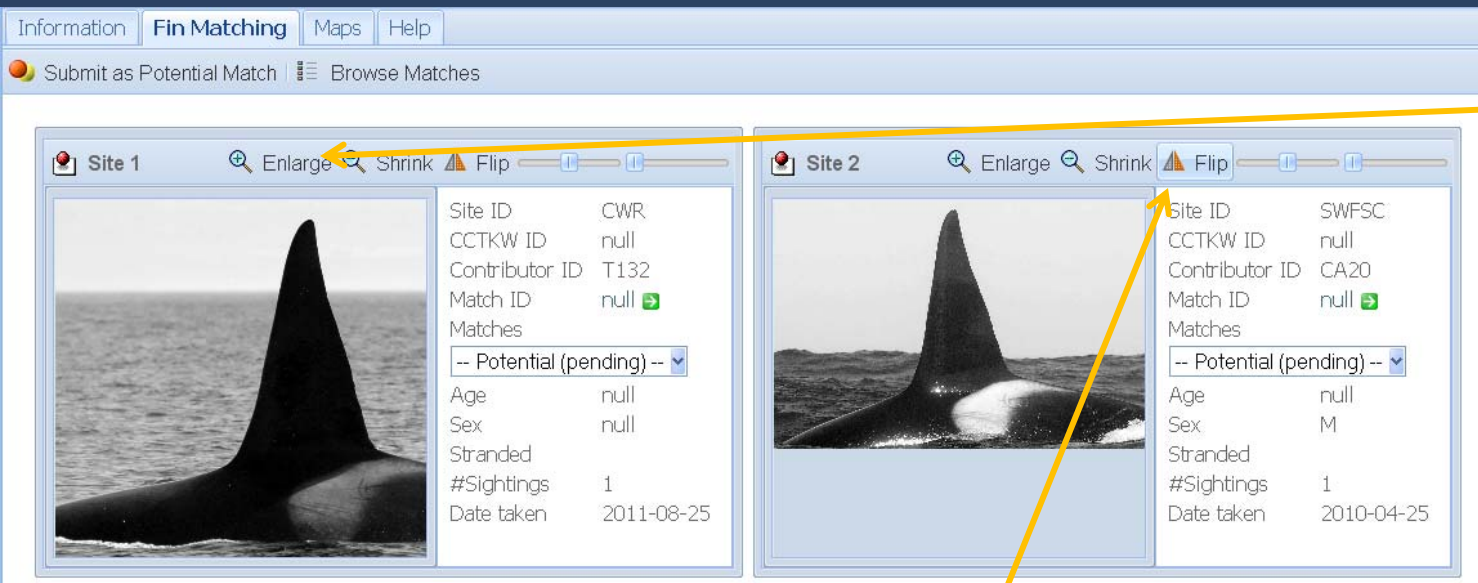 Information Fin Matching Maps Help
Submit as Potential Match Browse Matches
Site 1 Enlarge Shrink Flip
Site ID CWR
CCTKW ID null
Contributor ID T132
Match ID null
Matches
-- Potential (pending) --
Age null
Sex null
Stranded
#Sightings 1
Date taken 2011-08-25
Site 2 Enlarge Shrink Flip
Site ID SWFSC
CCTKW ID null
Contributor ID CA20
Match ID null
Matches
-- Potential (pending) --
Age null
Sex M
Stranded
#Sightings 1
Date taken 2010-04-25